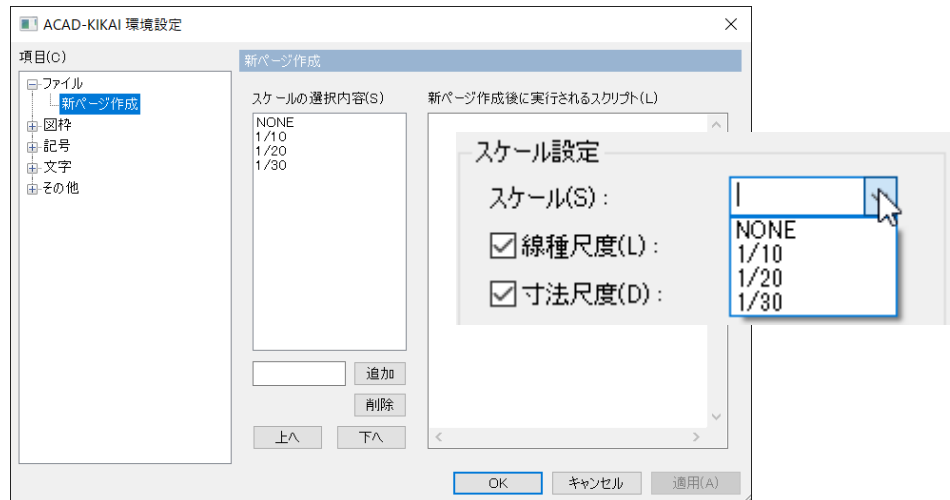 ACAD-KIKAI 環境設定
項目(C)
ファイル
新ページ作成
図枠
記号
文字
その他
新ページ作成
スケールの選択内容(S)
NONE
1/10
1/20
1/30
追加
削除
上へ
下へ
新ページ作成後に実行されるスクリプト(L)
スケール設定
スケール(S) :
NONE
1/10
1/20
1/30
線種尺度(L) :
寸法尺度(D) :
OK
キャンセル
適用(A)